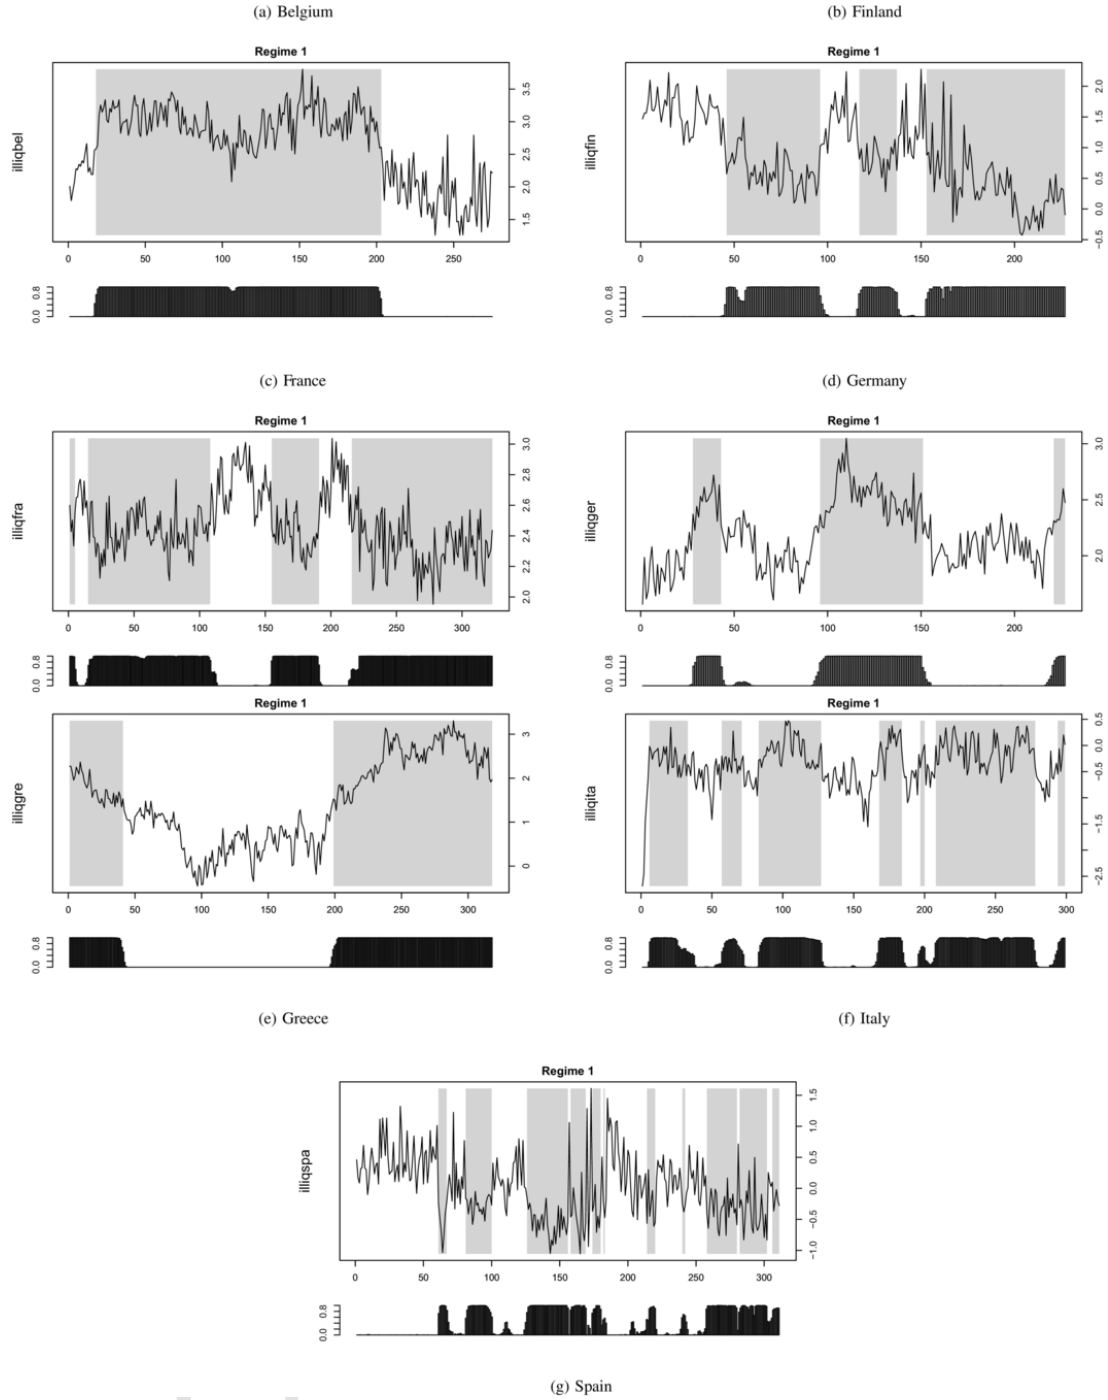 (a) Belgium
(b) Finland
Regime 1
illiqbel
1.5 2.0 2.5 3.0 3.5
0 50 100 150 200 250
0.0 0.8
Regime 1
illiqfin
−0.5 0.0 0.5 1.0 1.5 2.0
0 50 100 150 200
0.0 0.8
(c) France
(d) Germany
Regime 1
illiqfra
2.0 2.2 2.4 2.6 2.8 3.0
0 50 100 150 200 250 300
0.0 0.8
Regime 1
illiqger
2.0 2.5 3.0
0 50 100 150 200
0.0 0.8
Regime 1
illiqgre
0 1 2 3
0 50 100 150 200 250 300
0.0 0.8
Regime 1
illiqita
−2.5 −1.5 −0.5 0.0 0.5
0 50 100 150 200 250 300
0.0 0.8
(e) Greece
(f) Italy
Regime 1
illiqspa
−1.0 −0.5 0.0 0.5 1.0 1.5
0 50 100 150 200 250 300
0.0 0.8
(g) Spain